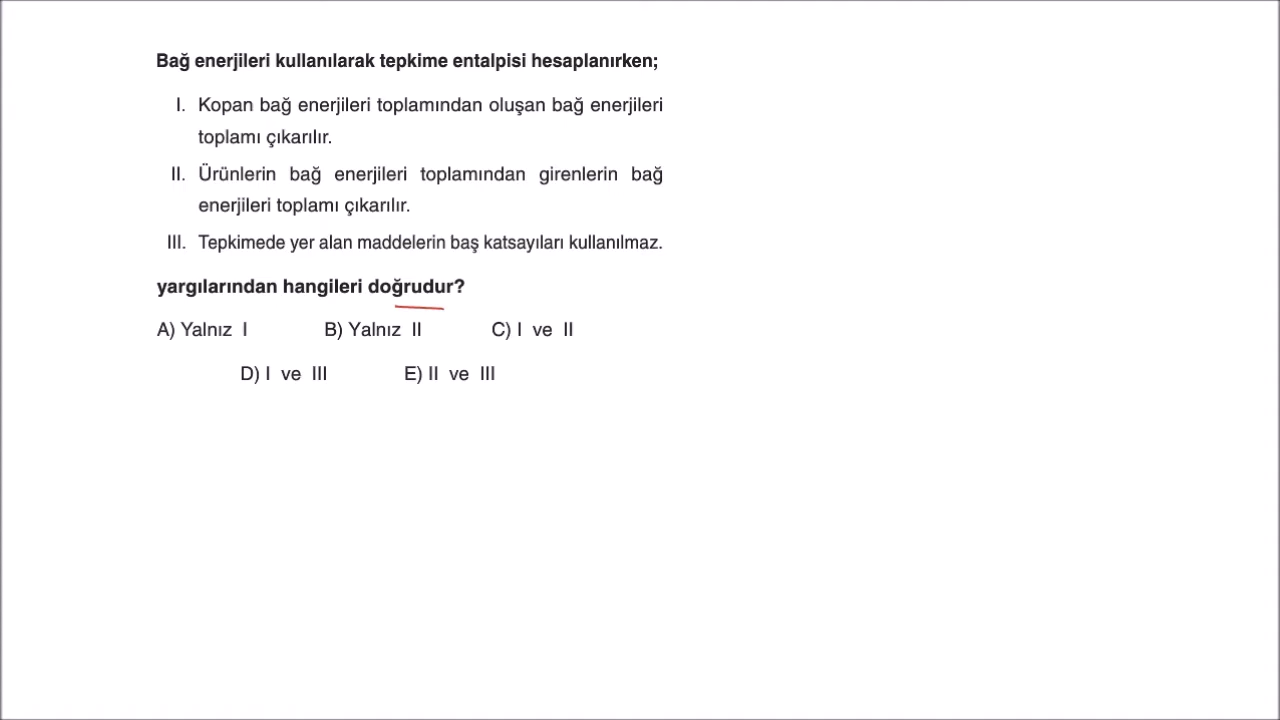 Bağ enerjileri kullanılarak tepkime entalpisi hesaplanırken;
I. Kopan bağ enerjileri toplamından oluşan bağ enerjileri
toplamı çıkarılır.
II. Ürünlerin bağ enerjileri toplamından girenlerin bağ
enerjileri toplamı çıkarılır.
III. Tepkimede yer alan maddelerin baş katsayıları kullanılmaz.
yargılarından hangileri doğrudur?
A) Yalnız I B) Yalnız II C) I ve II
D) I ve III E) II ve III